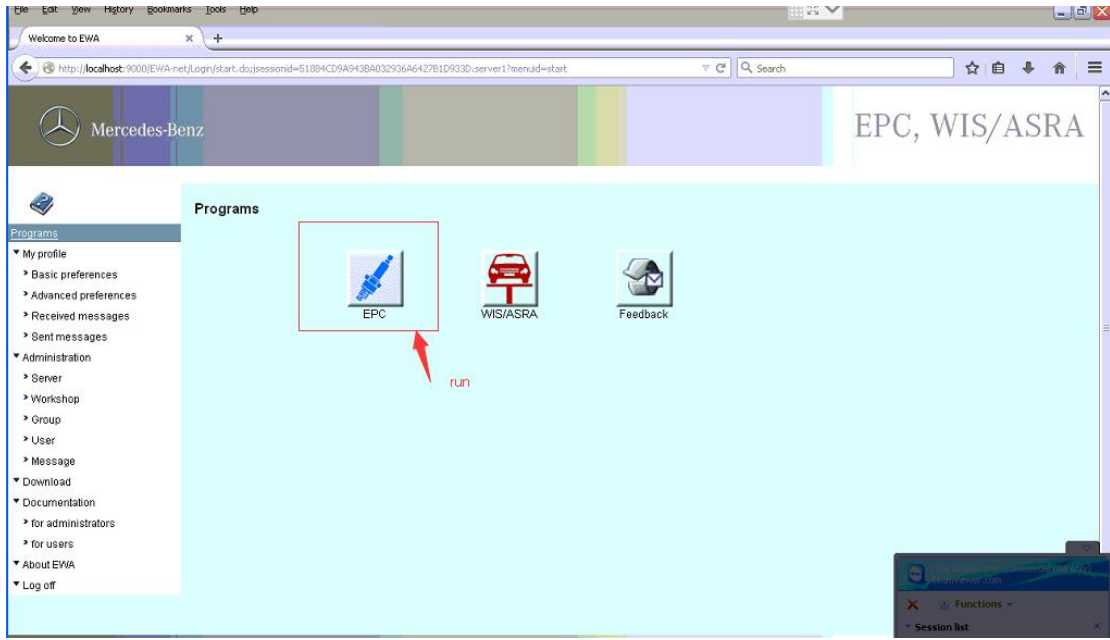 File Edit View History Bookmarks Tools Help
Welcome to EWA × +
http://localhost:9000/EWA-net/Login/start.do;jsessionid=51884CD9A943BA032936A6427B1D933D.server1?menuid=start
Search
Mercedes-Benz
EPC, WIS/ASRA
Programs
Programs
My profile
Basic preferences
Advanced preferences
Received messages
Sent messages
Administration
Server
Workshop
Group
User
Message
Download
Documentation
for administrators
for users
About EWA
Log off
EPC
WIS/ASRA
Feedback
run
Functions
Session list